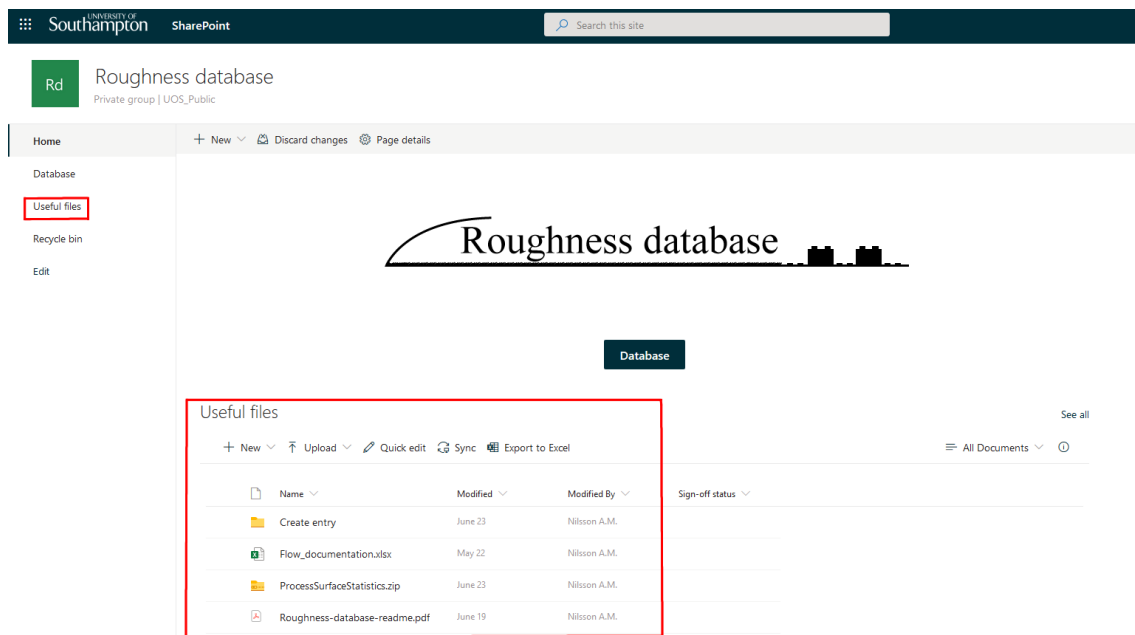 UNIVERSITY OF
Southampton SharePoint Search this site
Rd Roughness database
Private group | UOS_Public
Home New Discard changes Page details
Database
Useful files
Recycle bin
Edit
Roughness database
Database
Useful files See all
New Upload Quick edit Sync Export to Excel All Documents
Name Modified Modified By Sign-off status
Create entry June 23 Nilsson A.M.
Flow_documentation.xlsx May 22 Nilsson A.M.
ProcessSurfaceStatistics.zip June 23 Nilsson A.M.
Roughness-database-readme.pdf June 19 Nilsson A.M.